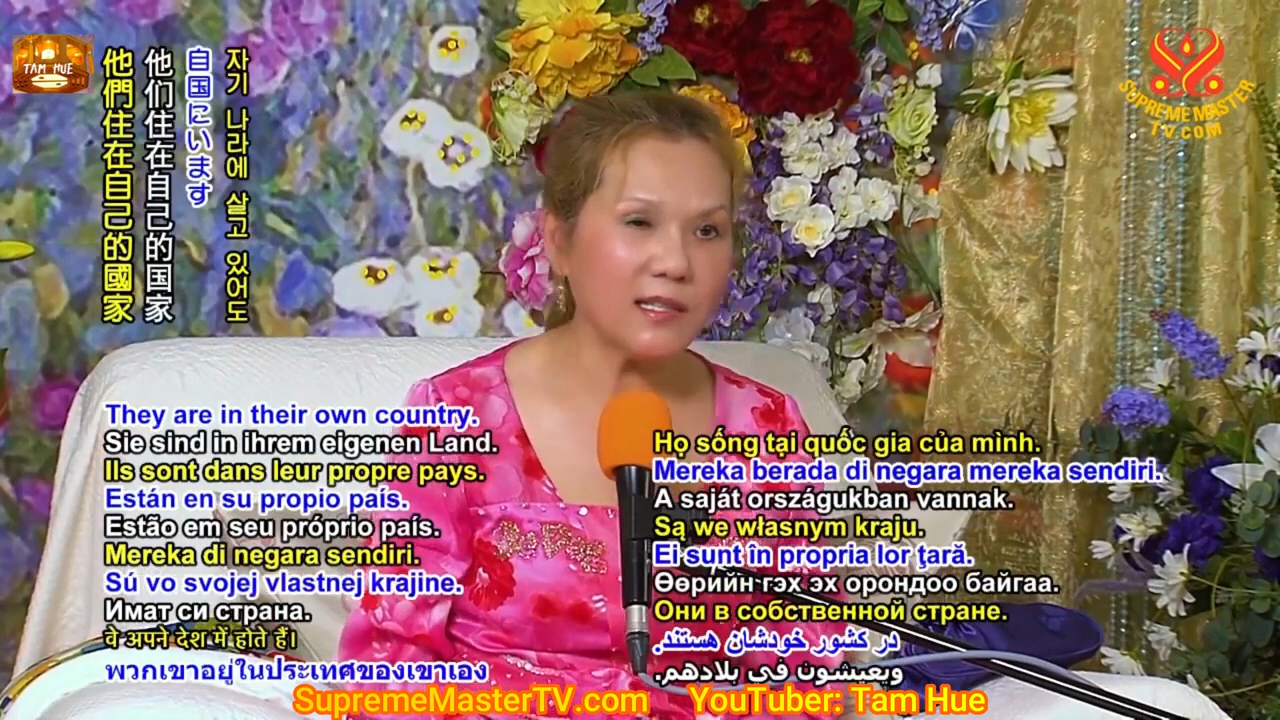 TAM HUE
SUPREME MASTER
TV.COM
他們住在自己的國家
他们住在自己的国家
自国にいます
자기 나라에 살고 있어도
They are in their own country.
Sie sind in ihrem eigenen Land.
Ils sont dans leur propre pays.
Están en su propio país.
Estão em seu próprio país.
Mereka di negara sendiri.
Sú vo svojej vlastnej krajine.
Имат си страна.
वे अपने देश में होते हैं।
พวกเขาอยู่ในประเทศของเขาเอง
Họ sống tại quốc gia của mình.
Mereka berada di negara mereka sendiri.
A saját országukban vannak.
Są we własnym kraju.
Ei sunt în propria lor ţară.
Өөрийн гэх эх орондоо байгаа.
Они в собственной стране.
در کشور خودشان هستند.
ويعيشون في بلادهم.
SupremeMasterTV.com YouTuber: Tam Hue